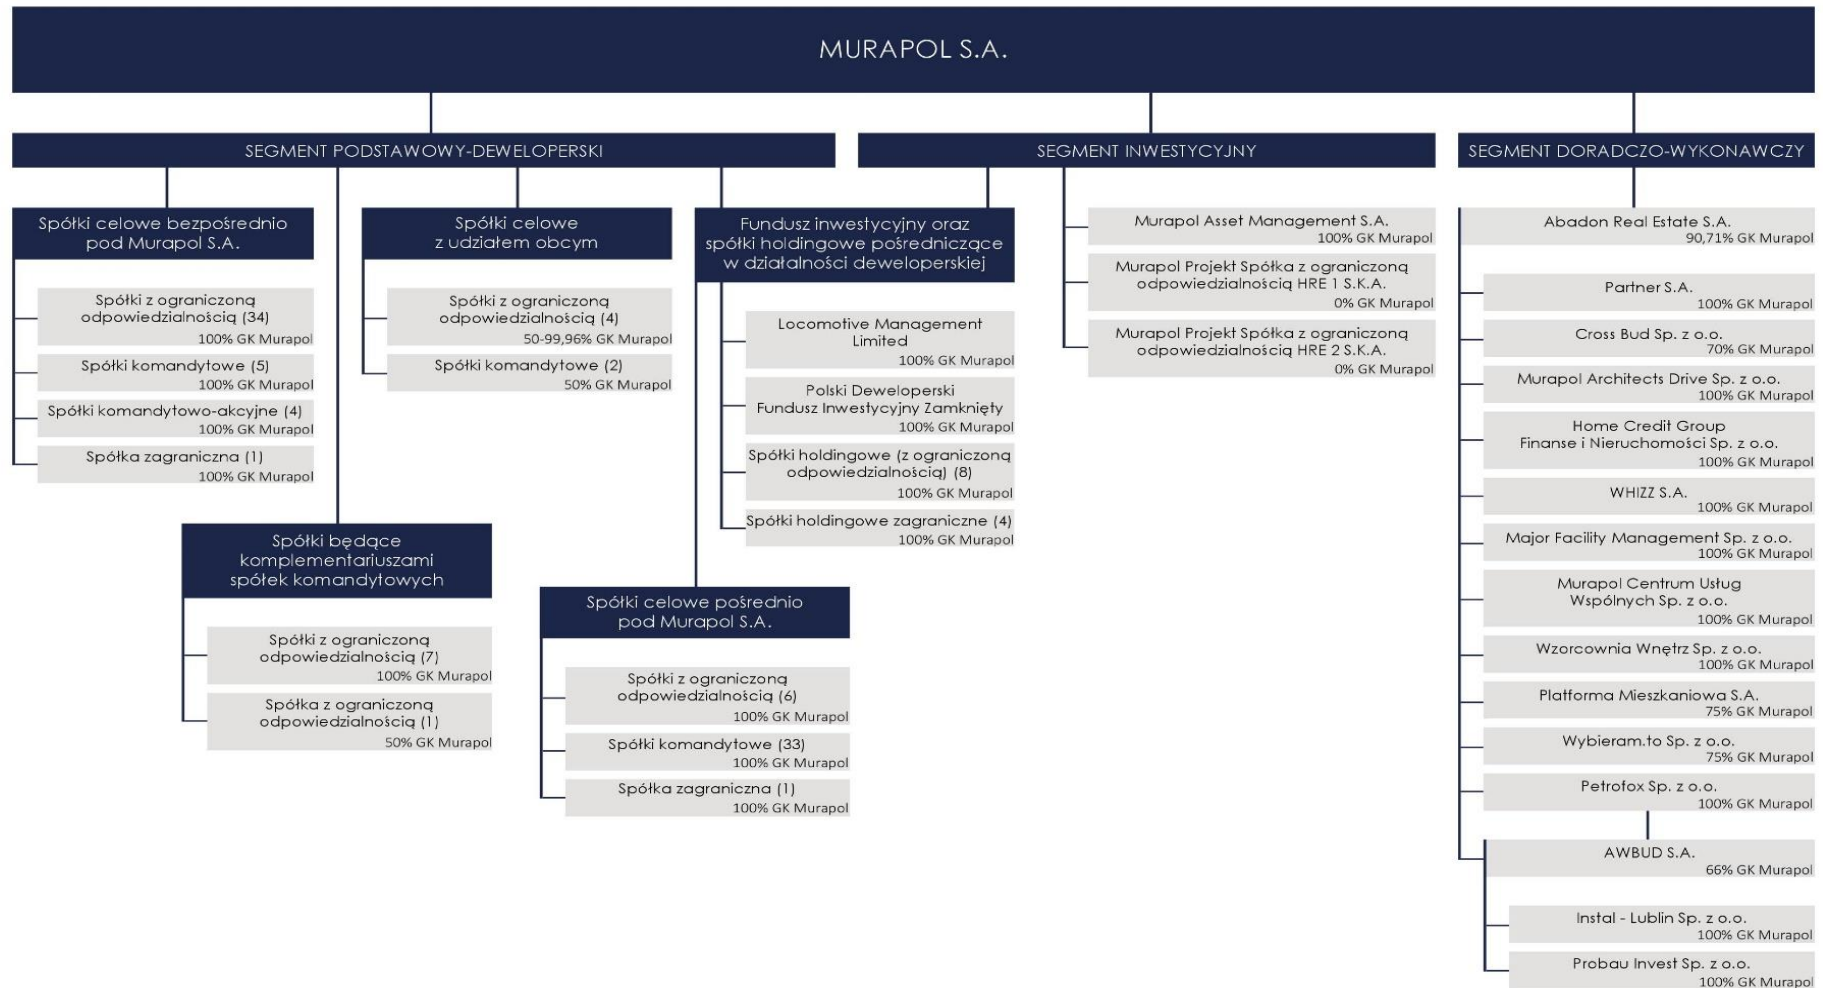 MURAPOL S.A.
SEGMENT PODSTAWOWY-DEWELOPERSKI
Spółki celowe bezpośrednio
pod Murapol S.A.
Spółki z ograniczoną
odpowiedzialnością (34)
100% GK Murapol
Spółki komandytowe (5)
100% GK Murapol
Spółki komandytowo-akcyjne (4)
100% GK Murapol
Spółka zagraniczna (1)
100% GK Murapol
Spółki będące
komplementariuszami
spółek komandytowych
Spółki z ograniczoną
odpowiedzialnością (7)
100% GK Murapol
Spółka z ograniczoną
odpowiedzialnością (1)
50% GK Murapol
Spółki celowe
z udziałem obcym
Spółki z ograniczoną
odpowiedzialnością (4)
50-99,96% GK Murapol
Spółki komandytowe (2)
50% GK Murapol
Fundusz inwestycyjny oraz
spółki holdingowe pośredniczące
w działalności deweloperskiej
Locomotive Management
Limited
100% GK Murapol
Polski Deweloperski
Fundusz Inwestycyjny Zamknięty
100% GK Murapol
Spółki holdingowe (z ograniczoną
odpowiedzialnością) (8)
100% GK Murapol
Spółki holdingowe zagraniczne (4)
100% GK Murapol
Spółki celowe pośrednio
pod Murapol S.A.
Spółki z ograniczoną
odpowiedzialnością (6)
100% GK Murapol
Spółki komandytowe (33)
100% GK Murapol
Spółka zagraniczna (1)
100% GK Murapol
SEGMENT INWESTYCYJNY
Murapol Asset Management S.A.
100% GK Murapol
Murapol Projekt Spółka z ograniczoną
odpowiedzialnością HRE 1 S.K.A.
0% GK Murapol
Murapol Projekt Spółka z ograniczoną
odpowiedzialnością HRE 2 S.K.A.
0% GK Murapol
SEGMENT DORADCZO-WYKONAWCZY
Abadon Real Estate S.A.
90,71% GK Murapol
Partner S.A.
100% GK Murapol
Cross Bud Sp. z o.o.
70% GK Murapol
Murapol Architects Drive Sp. z o.o.
100% GK Murapol
Home Credit Group
Finanse i Nieruchomości Sp. z o.o.
100% GK Murapol
WHIZZ S.A.
100% GK Murapol
Major Facility Management Sp. z o.o.
100% GK Murapol
Murapol Centrum Usług
Wspólnych Sp. z o.o.
100% GK Murapol
Wzorcownia Wnętrz Sp. z o.o.
100% GK Murapol
Platforma Mieszkaniowa S.A.
75% GK Murapol
Wybieram.to Sp. z o.o.
75% GK Murapol
Petrofox Sp. z o.o.
100% GK Murapol
AWBUD S.A.
66% GK Murapol
Instal - Lublin Sp. z o.o.
100% GK Murapol
Probau Invest Sp. z o.o.
100% GK Murapol